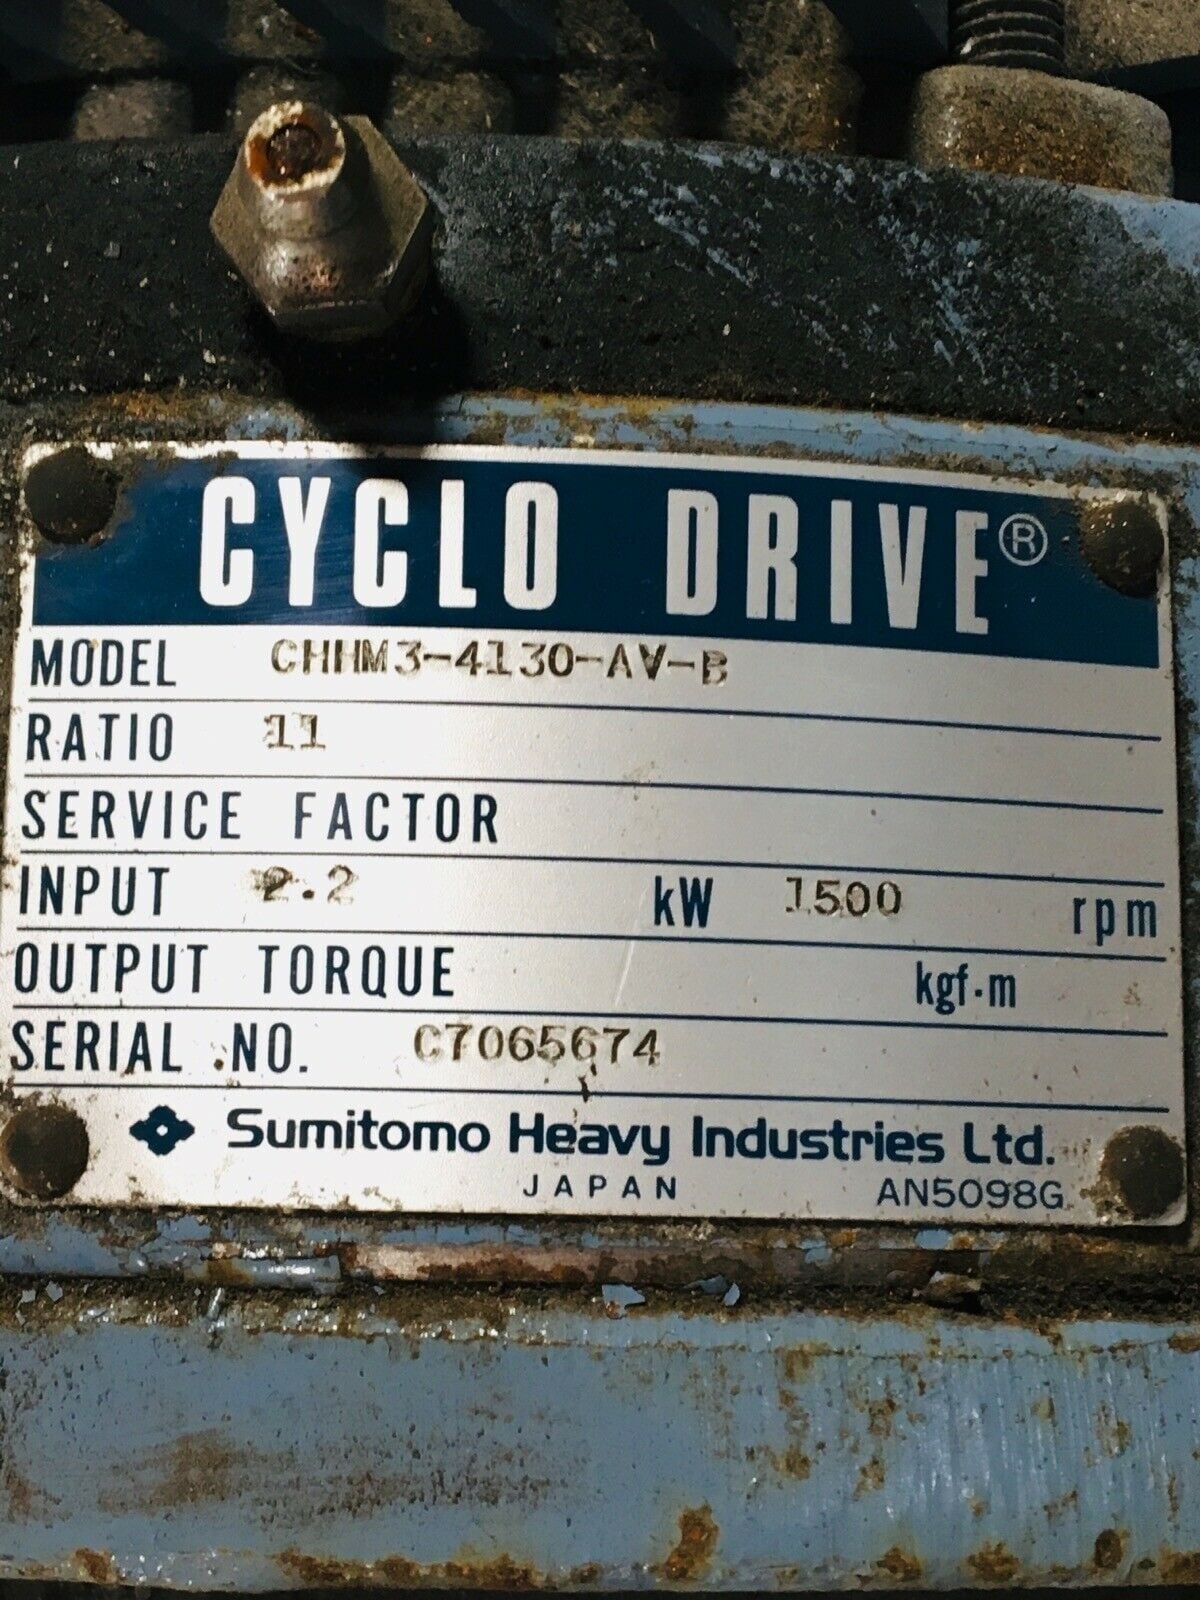 CYCLO DRIVE®
MODEL CHHM3-4130-AV-B
RATIO 11
SERVICE FACTOR
INPUT 2.2 kW 1500 rpm
OUTPUT TORQUE kgf·m
SERIAL NO. C7065674
Sumitomo Heavy Industries Ltd.
JAPAN AN5098G